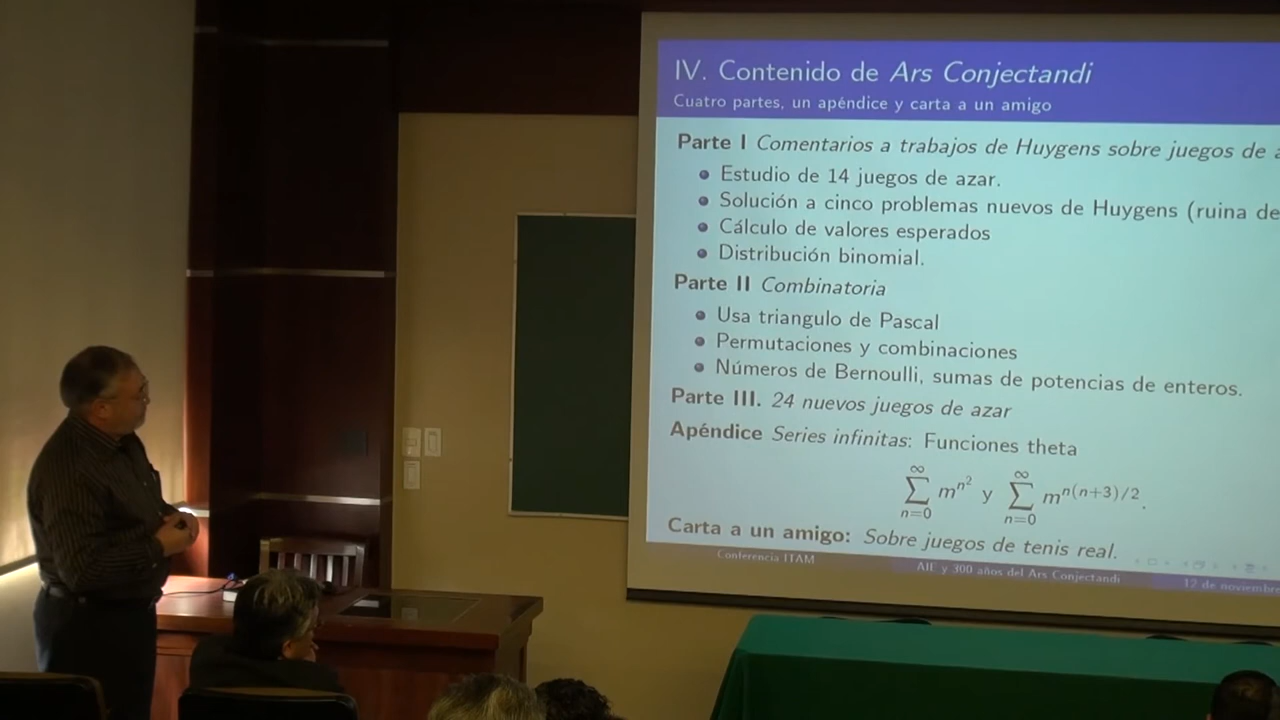 IV. Contenido de Ars Conjectandi
Cuatro partes, un apéndice y carta a un amigo
Parte I Comentarios a trabajos de Huygens sobre juegos de
• Estudio de 14 juegos de azar.
• Solución a cinco problemas nuevos de Huygens (ruina de
• Cálculo de valores esperados
• Distribución binomial.
Parte II Combinatoria
• Usa triangulo de Pascal
• Permutaciones y combinaciones
• Números de Bernoulli, sumas de potencias de enteros.
Parte III. 24 nuevos juegos de azar
Apéndice Series infinitas: Funciones theta
∑_{n=0}^{∞} m^{n^2} y ∑_{n=0}^{∞} m^{n(n+3)/2}.
Carta a un amigo: Sobre juegos de tenis real.
Conferencia ITAM AIE y 300 años del Ars Conjectandi 12 de noviembre